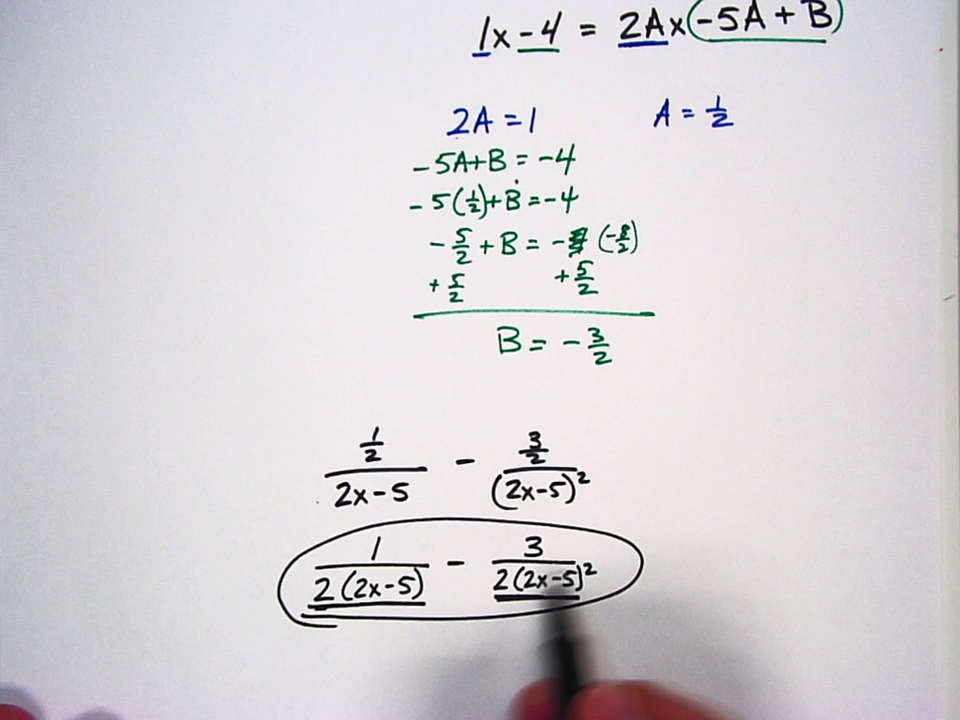 1x - 4 = 2Ax (-5A + B)
2A = 1 A = 1/2
-5A + B = -4
-5(1/2) + B = -4
-5/2 + B = - (-8/2)
+5/2 +5/2
B = -3/2
1/2 / 2x-5 - 3/2 / (2x-5)²
1 / 2(2x-5) - 3 / 2(2x-5)²